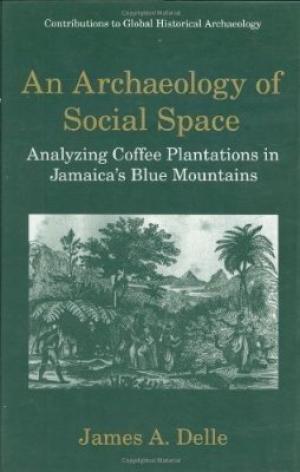 Contributions to Global Historical Archaeology
An Archaeology of
Social Space
Analyzing Coffee Plantations in
Jamaica's Blue Mountains
James A. Delle